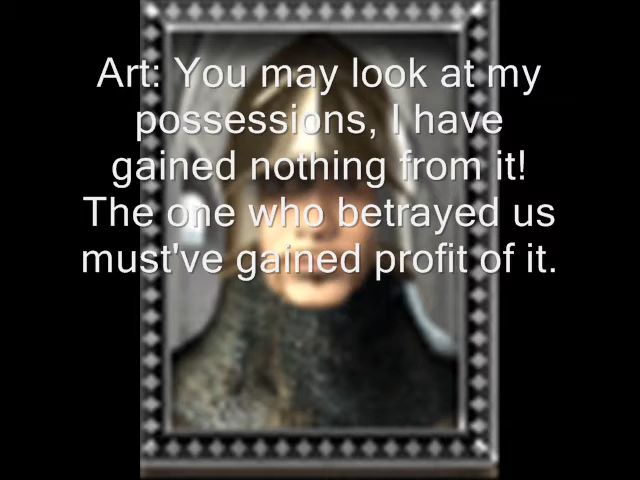 Art: You may look at my
possessions, I have
gained nothing from it!
The one who betrayed us
must've gained profit of it.